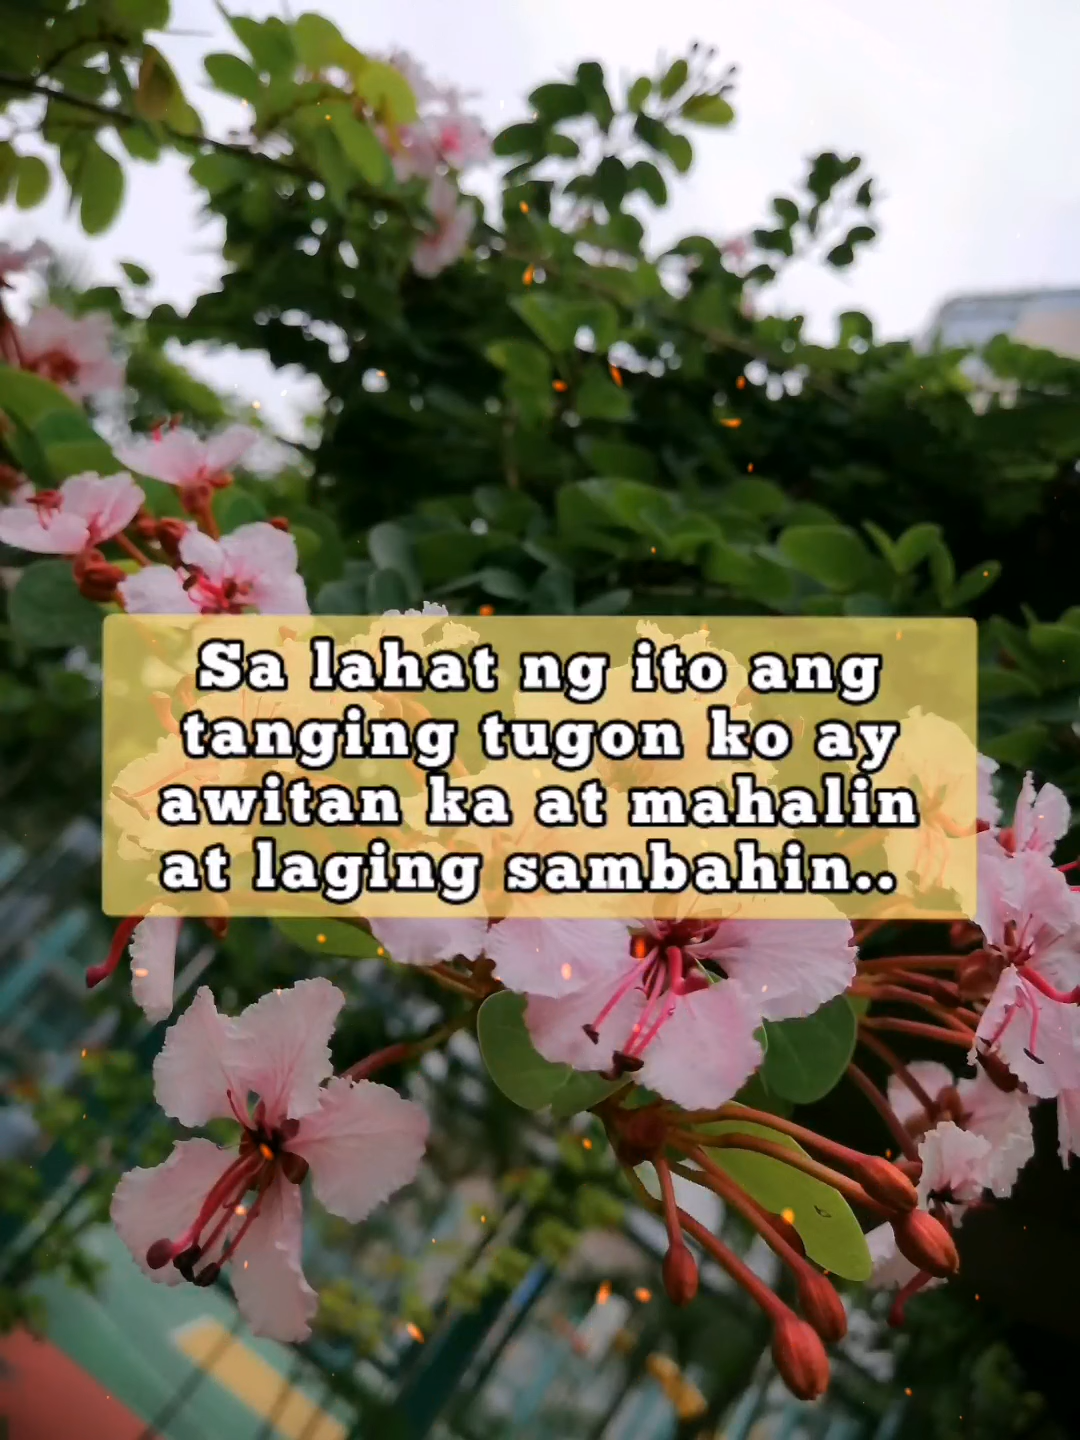 Sa lahat ng ito ang
tanging tugon ko ay
awitan ka at mahalin
at laging sambahin..